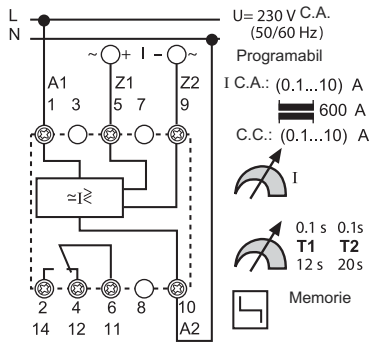 L
N
U= 230 V C.A.
(50/60 Hz)
~ + I – ~
Programabil
A1 Z1 Z2
1 3 5 7 9
I C.A.: (0.1...10) A
600 A
C.C.: (0.1...10) A
I
≃I≷
0.1 s 0.1s
T1 T2
12 s 20s
2 4 6 8 10
14 12 11 A2
Memorie